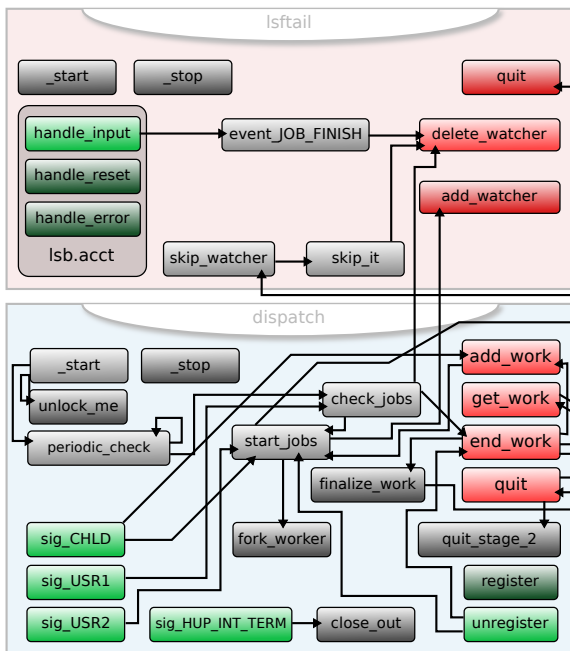 lsftail
_start
_stop
quit
handle_input
event_JOB_FINISH
delete_watcher
handle_reset
handle_error
add_watcher
lsb.acct
skip_watcher
skip_it
dispatch
_start
_stop
add_work
unlock_me
check_jobs
get_work
periodic_check
start_jobs
end_work
finalize_work
quit
sig_CHLD
fork_worker
quit_stage_2
sig_USR1
register
sig_USR2
sig_HUP_INT_TERM
close_out
unregister